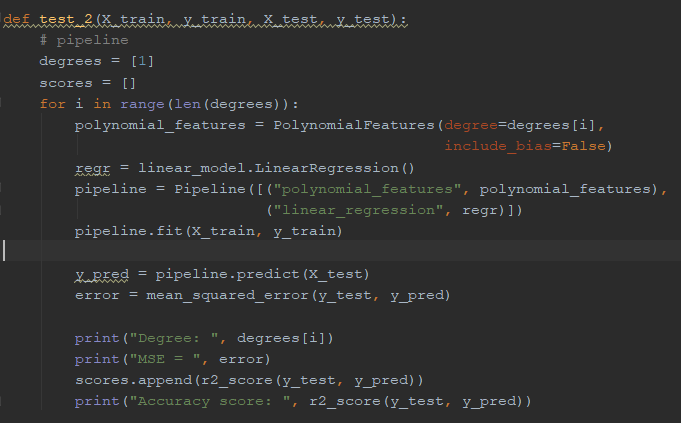 def test_2(X_train, y_train, X_test, y_test):
    # pipeline
    degrees = [1]
    scores = []
    for i in range(len(degrees)):
        polynomial_features = PolynomialFeatures(degree=degrees[i],
                                                 include_bias=False)
        regr = linear_model.LinearRegression()
        pipeline = Pipeline([("polynomial_features", polynomial_features),
                             ("linear_regression", regr)])
        pipeline.fit(X_train, y_train)

        y_pred = pipeline.predict(X_test)
        error = mean_squared_error(y_test, y_pred)

        print("Degree: ", degrees[i])
        print("MSE = ", error)
        scores.append(r2_score(y_test, y_pred))
        print("Accuracy score: ", r2_score(y_test, y_pred))